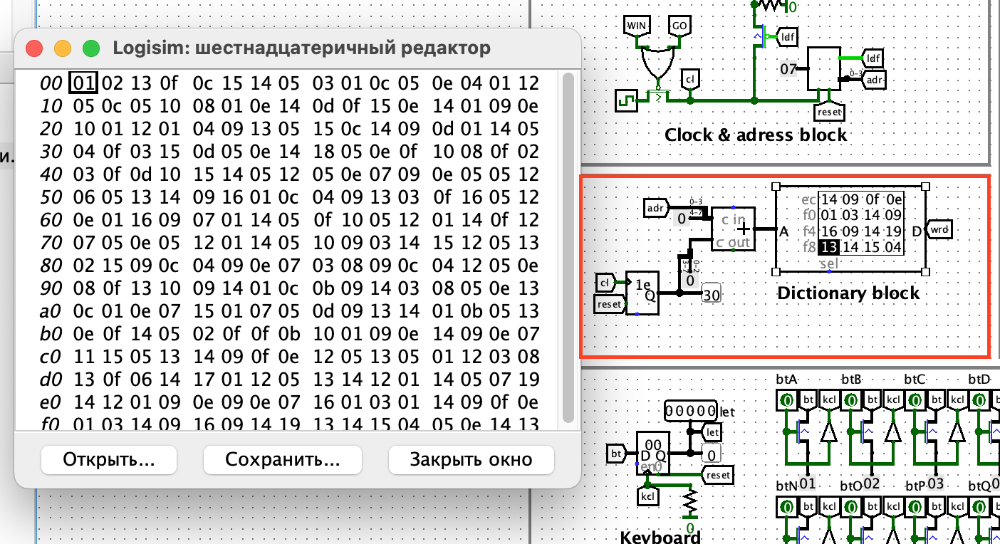 Logisim: шестнадцатеричный редактор
00 01 02 13 0f 0c 15 14 05 03 01 0c 05 0e 04 01 12
10 05 0c 05 10 08 01 0e 14 0d 0f 15 0e 14 01 09 0e
20 10 01 12 01 04 09 13 05 15 0c 14 09 0d 01 14 05
30 04 0f 03 15 0d 05 0e 14 18 05 0e 0f 10 08 0f 02
40 03 0f 0d 10 15 14 05 12 05 0e 07 09 0e 05 05 12
50 06 05 13 14 09 16 01 0c 04 09 13 03 0f 16 05 12
60 0e 01 16 09 07 01 14 05 0f 10 05 12 01 14 0f 12
70 05 0e 05 12 01 14 05 10 09 03 14 15 12 05 13
80 02 15 09 0c 04 09 0e 07 03 08 09 0c 04 12 05 0e
90 08 0f 13 10 09 14 01 0c 0b 09 14 03 08 05 0e 13
a0 0c 01 0e 07 15 01 07 05 0d 09 13 14 01 0b 05 13
b0 0e 0f 14 05 02 0f 0f 0b 10 01 09 0e 14 09 0e 07
c0 11 15 05 13 14 09 0f 0e 12 05 13 05 01 12 03 08
d0 13 0f 06 14 17 01 12 05 13 14 12 01 14 05 07 19
e0 14 12 01 09 0e 09 0e 07 16 01 03 01 14 09 0f 0e
f0 01 03 14 09 16 09 14 19 13 14 15 04 05 0e 14 13
Открыть... Сохранить... Закрыть окно
и.
0
WIN GO
ldf
cl
07
ldf
0-3
adr
reset
Clock & adress block
adr
0-3
4-7
0
c in
c out
A
ec 14 09 0f 0e
f0 01 03 14 09
f4 16 09 14 19
f8 13 14 15 04
D
wrd
sel
3-7
0-2
0
cl
1e
Q
reset
30
Dictionary block
00000 let
let
bt
00
D Q
en0
0
reset
kcl
0
Keyboard
btA btB btC btD
0 bt kcl 0 bt kcl 0 bt kcl 0 bt
btN 01 btO 02 btP 03 btQ 0
0 bt kcl 0 bt kcl 0 bt kcl 0 bt